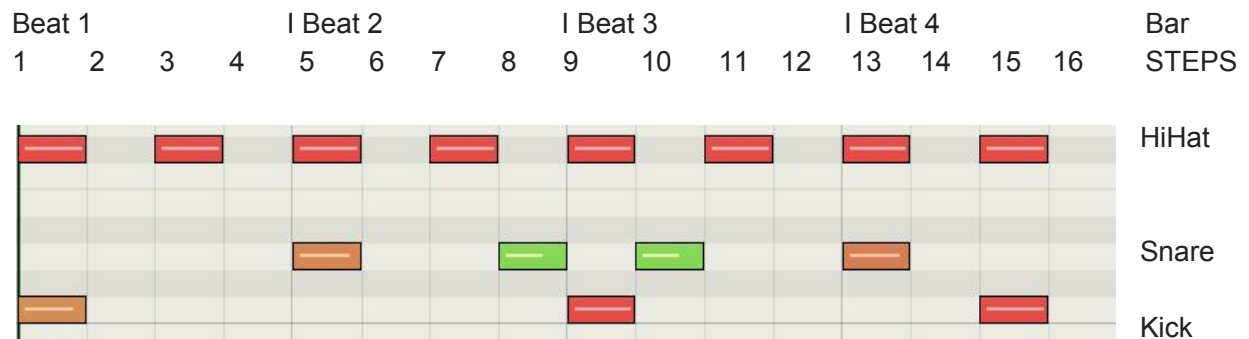 Beat 1 I Beat 2 I Beat 3 I Beat 4 Bar
1 2 3 4 5 6 7 8 9 10 11 12 13 14 15 16 STEPS
HiHat
Snare
Kick